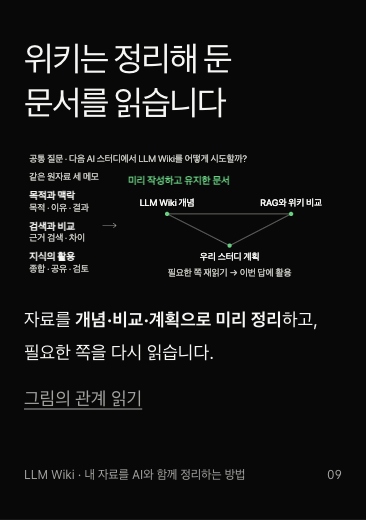 위키는 정리해 둔
문서를 읽습니다
공통 질문 · 다음 AI 스터디에서 LLM Wiki를 어떻게 시도할까?
같은 원자료 세 메모
미리 작성하고 유지한 문서
목적과 맥락
목적 · 이유 · 결과
검색과 비교
근거 검색 · 차이
지식의 활용
종합 · 공유 · 검토
→
LLM Wiki 개념
RAG와 위키 비교
우리 스터디 계획
필요한 쪽 재읽기 → 이번 답에 활용
자료를 개념·비교·계획으로 미리 정리하고,
필요한 쪽을 다시 읽습니다.
그림의 관계 읽기
LLM Wiki · 내 자료를 AI와 함께 정리하는 방법
09